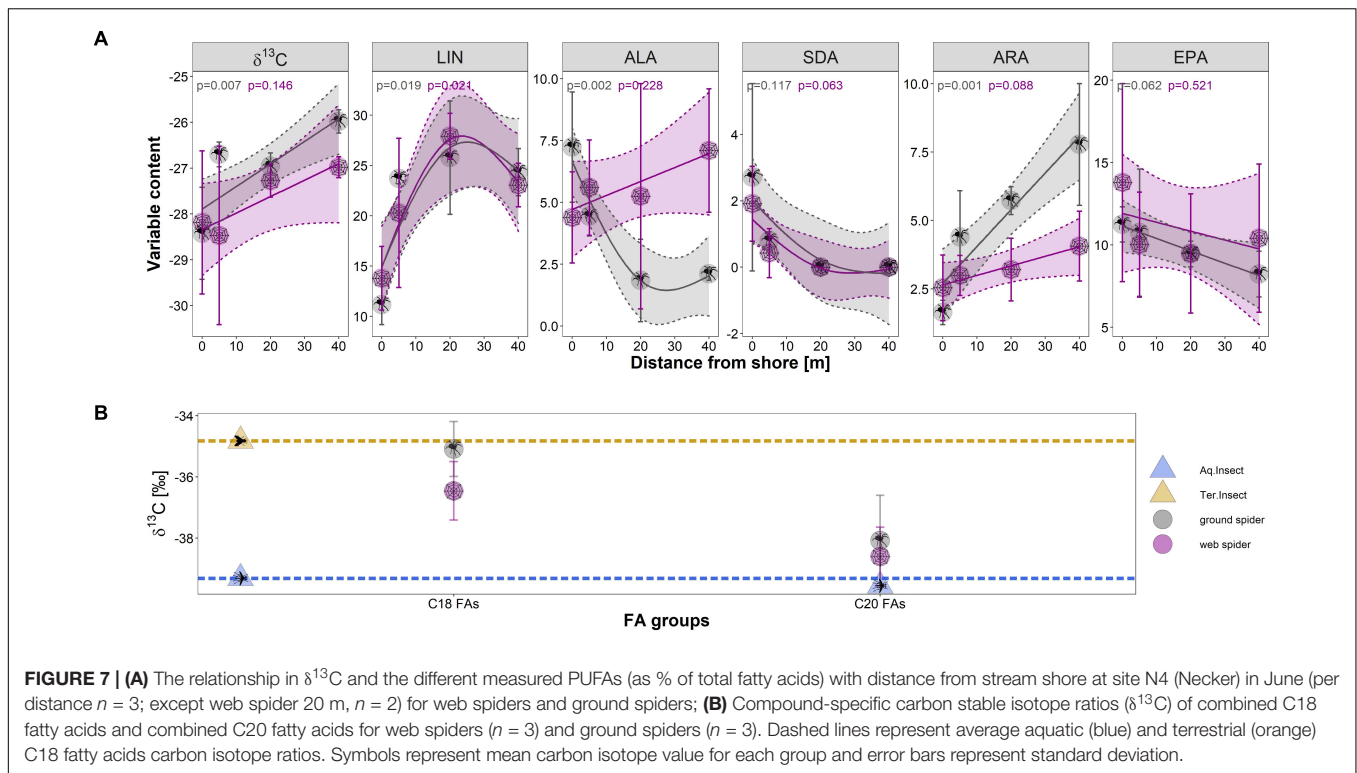 A
δ13C LIN ALA SDA ARA EPA
p=0.007 p=0.146 p=0.019 p=0.021 p=0.002 p=0.228 p=0.117 p=0.063 p=0.001 p=0.088 p=0.062 p=0.521
Variable content
-25
-26
-27
-28
-29
-30
30
25
20
15
10
10.0
7.5
5.0
2.5
0.0
4
2
0
-2
10.0
7.5
5.0
2.5
20
15
10
5
0 10 20 30 40 0 10 20 30 40 0 10 20 30 40 0 10 20 30 40 0 10 20 30 40 0 10 20 30 40
Distance from shore [m]
B
δ13C [‰]
-34
-36
-38
C18 FAs C20 FAs
FA groups
Aq.Insect
Ter.Insect
ground spider
web spider
FIGURE 7 | (A) The relationship in δ13C and the different measured PUFAs (as % of total fatty acids) with distance from stream shore at site N4 (Necker) in June (per
distance n = 3; except web spider 20 m, n = 2) for web spiders and ground spiders; (B) Compound-specific carbon stable isotope ratios (δ13C) of combined C18
fatty acids and combined C20 fatty acids for web spiders (n = 3) and ground spiders (n = 3). Dashed lines represent average aquatic (blue) and terrestrial (orange)
C18 fatty acids carbon isotope ratios. Symbols represent mean carbon isotope value for each group and error bars represent standard deviation.